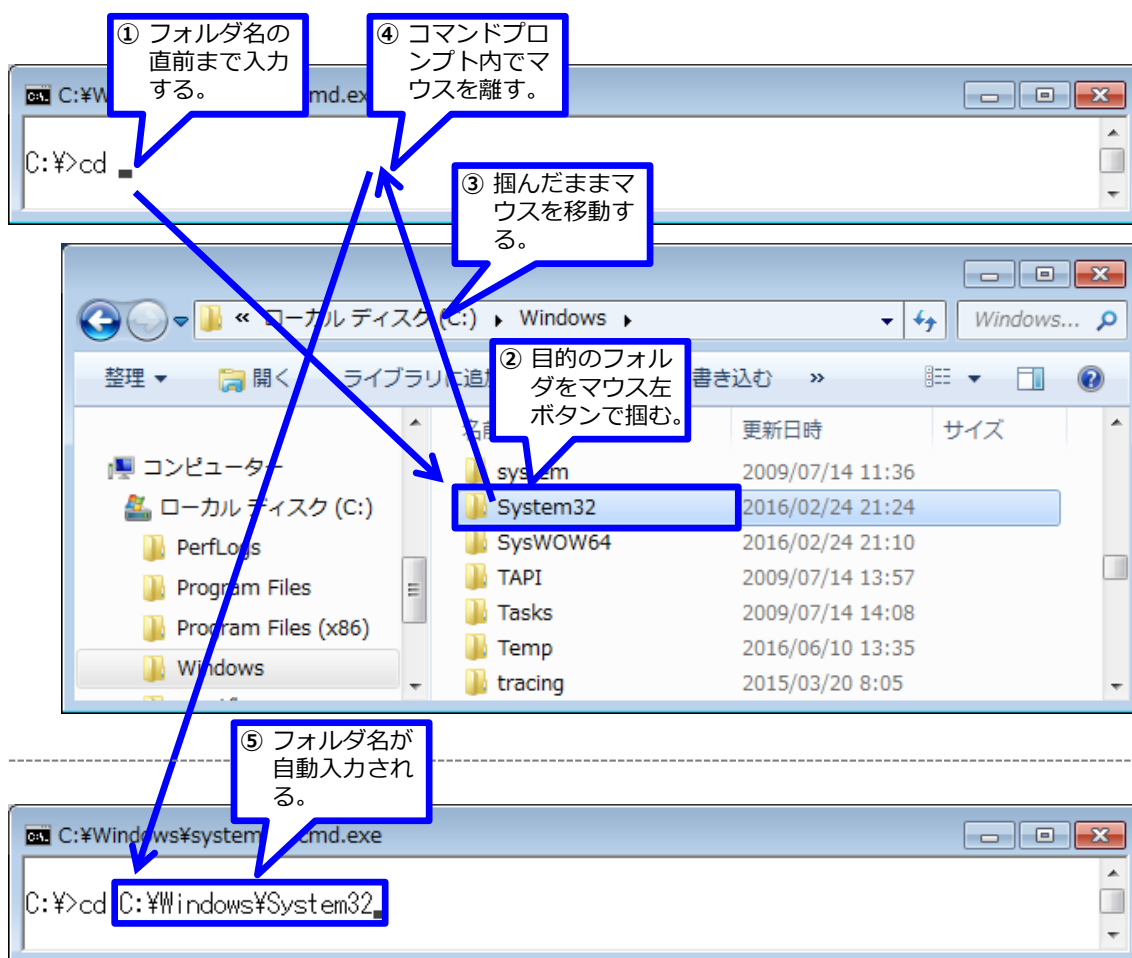 ① フォルダ名の
直前まで入力
する。
④ コマンドプロ
ンプト内でマ
ウスを離す。
C:¥W md.ex
C:¥>cd
③ 掴んだままマ
ウスを移動す
る。
« ローカル ディスク (C:) ▸ Windows ▸
Windows...
② 目的のフォル
ダをマウス左
ボタンで掴む。
整理 ▼ 開く ライブラリに追加 書き込む »
更新日時 サイズ
コンピューター
ローカル ディスク (C:)
PerfLogs
Program Files
Program Files (x86)
Windows
system 2009/07/14 11:36
System32 2016/02/24 21:24
SysWOW64 2016/02/24 21:10
TAPI 2009/07/14 13:57
Tasks 2009/07/14 14:08
Temp 2016/06/10 13:35
tracing 2015/03/20 8:05
⑤ フォルダ名が
自動入力され
る。
C:¥Windows¥system cmd.exe
C:¥>cd C:¥Windows¥System32